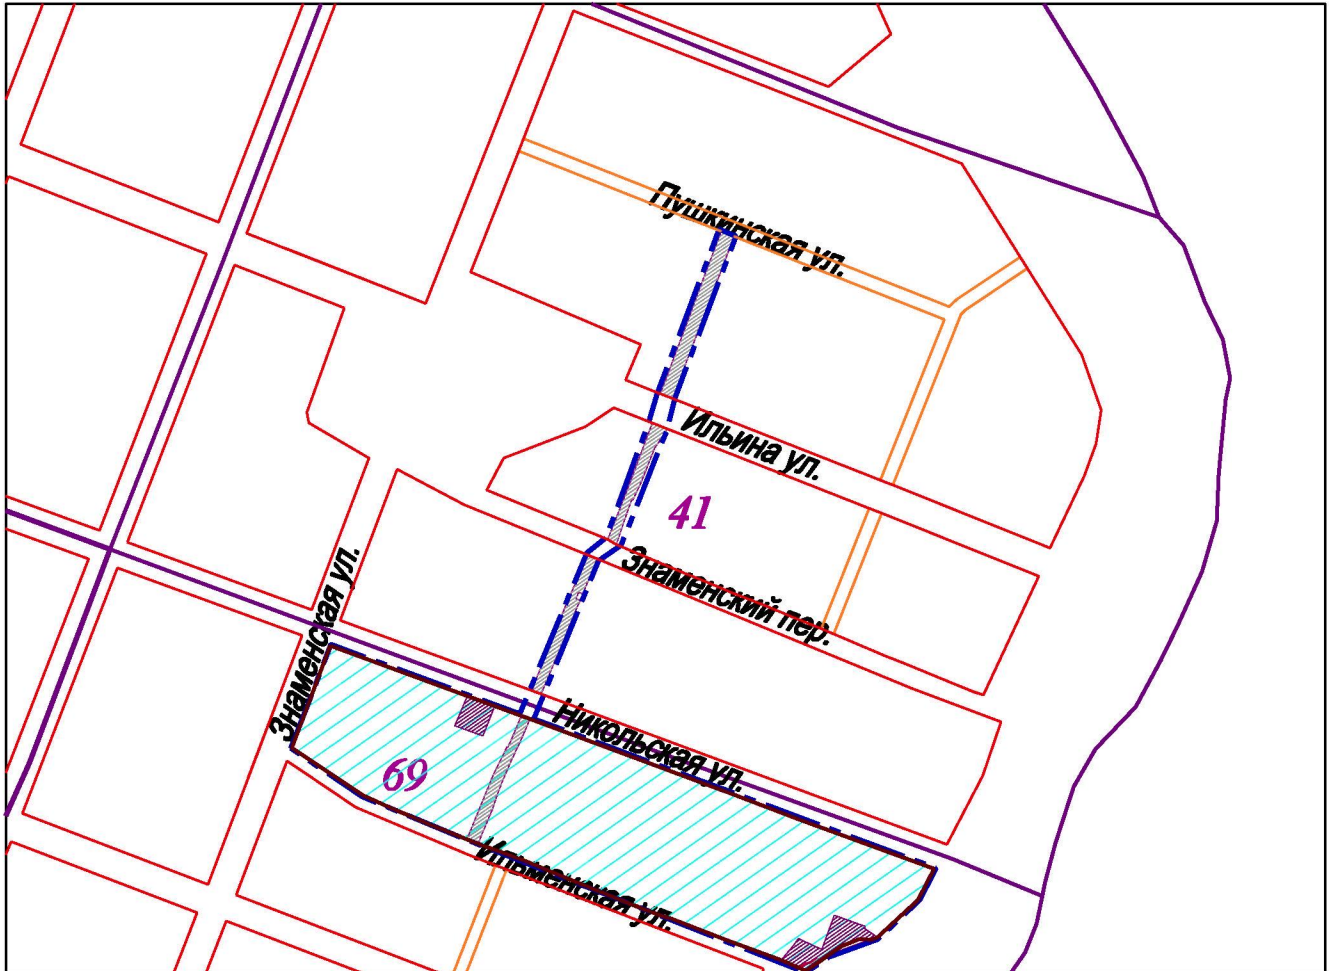 Пушкинская ул.
Ильина ул.
41
Знаменский пер.
Знаменская ул.
Никольская ул.
69
Ильменская ул.